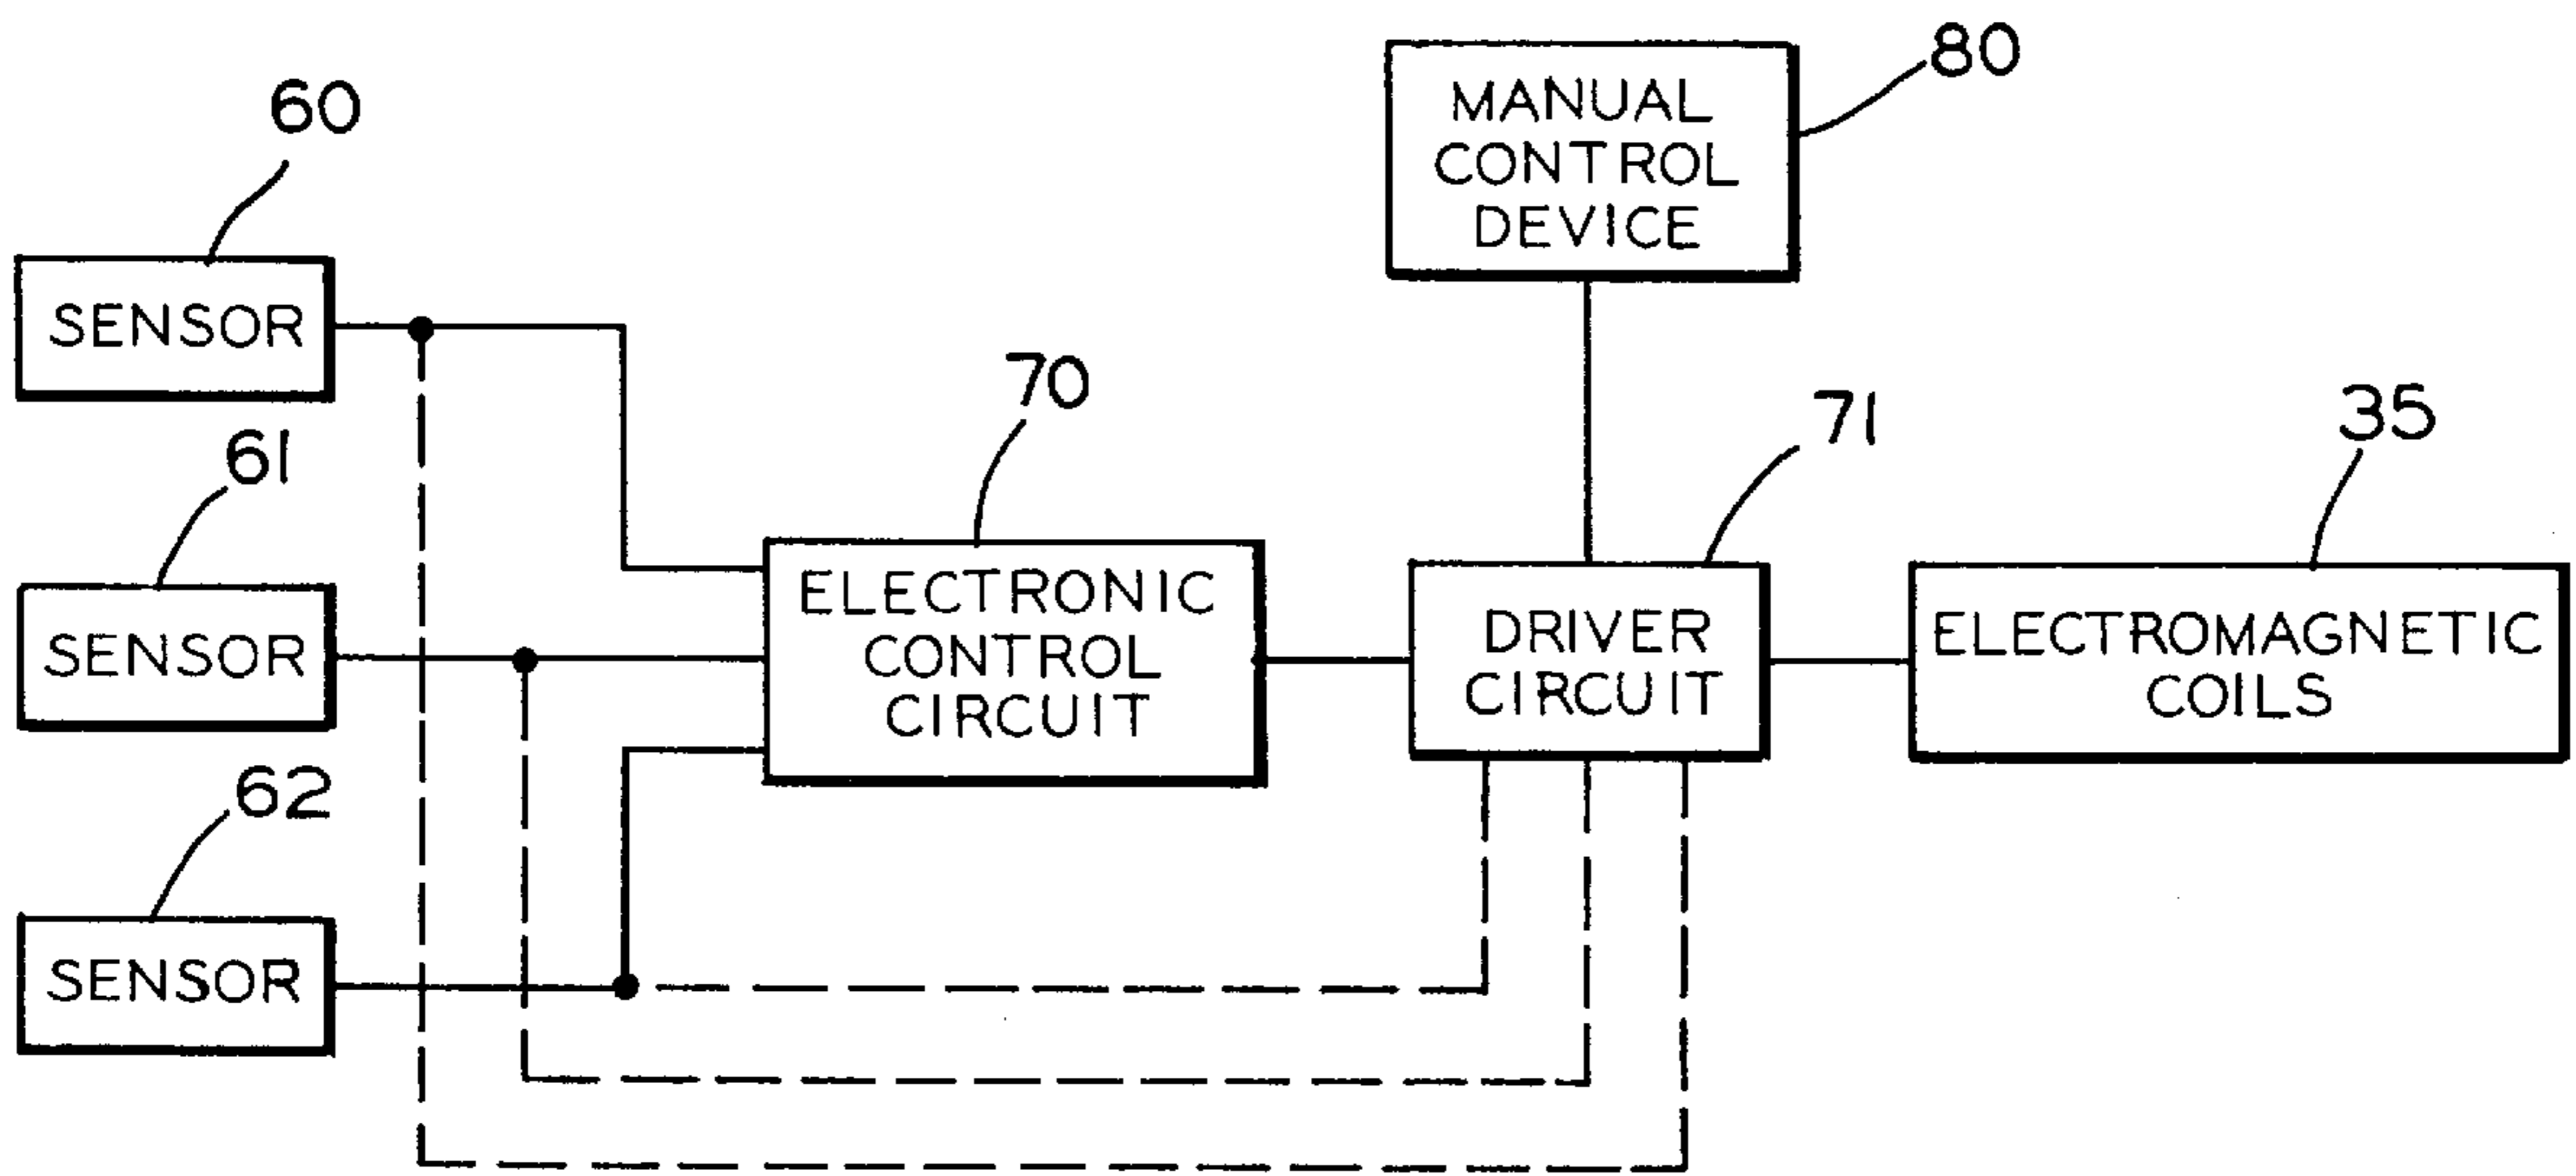 80
MANUAL
CONTROL
DEVICE
60
SENSOR
70
71
35
61
ELECTRONIC
CONTROL
CIRCUIT
DRIVER
CIRCUIT
ELECTROMAGNETIC
COILS
SENSOR
62
SENSOR